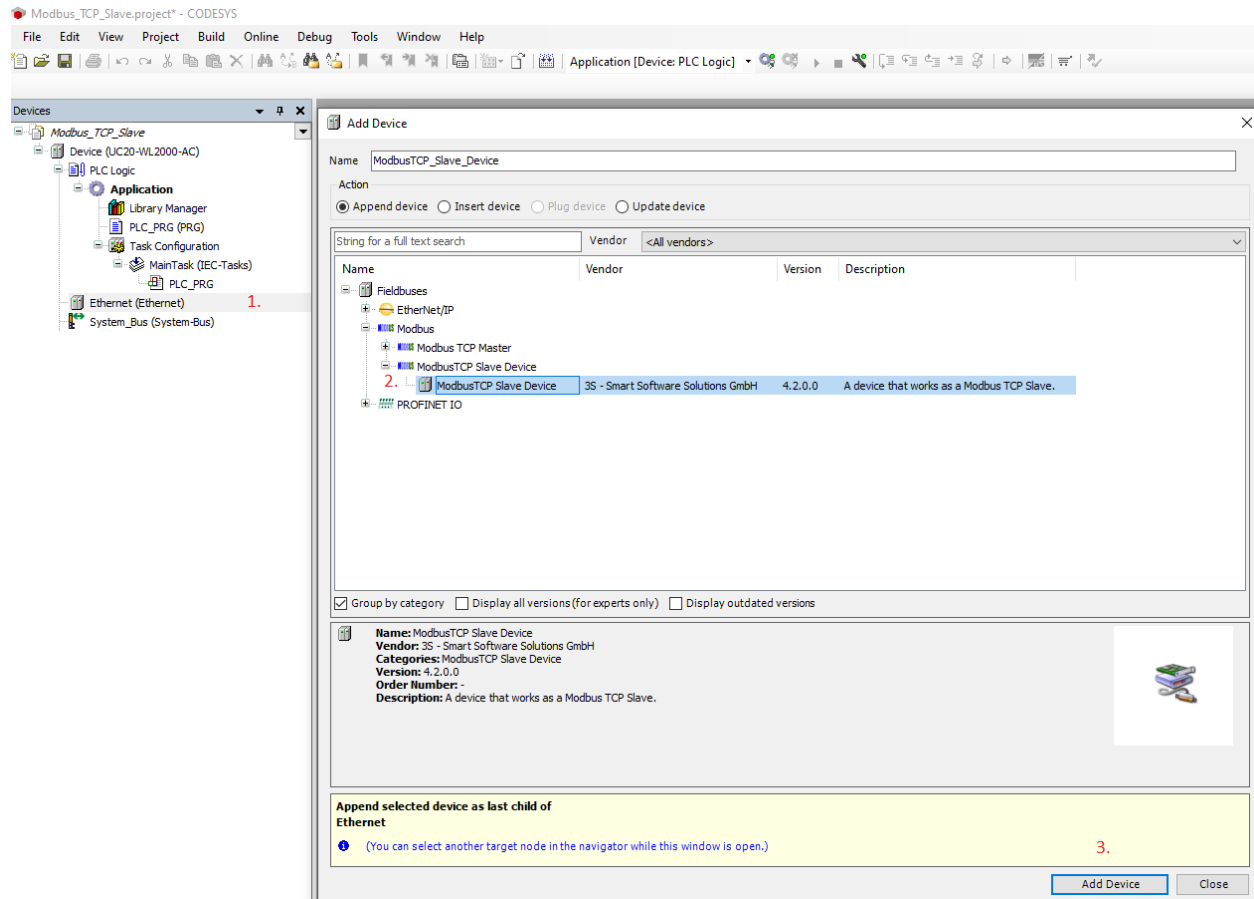 Modbus_TCP_Slave.project* - CODESYS
File Edit View Project Build Online Debug Tools Window Help
Application [Device: PLC Logic]
Devices
Modbus_TCP_Slave
Device (UC20-WL2000-AC)
PLC Logic
Application
Library Manager
PLC_PRG (PRG)
Task Configuration
MainTask (IEC-Tasks)
PLC_PRG
Ethernet (Ethernet) 1.
System_Bus (System-Bus)
Add Device
Name ModbusTCP_Slave_Device
Action
Append device Insert device Plug device Update device
String for a full text search Vendor <All vendors>
Name Vendor Version Description
Fieldbuses
EtherNet/IP
Modbus
Modbus TCP Master
ModbusTCP Slave Device
2. ModbusTCP Slave Device 3S - Smart Software Solutions GmbH 4.2.0.0 A device that works as a Modbus TCP Slave.
PROFINET IO
Group by category Display all versions (for experts only) Display outdated versions
Name: ModbusTCP Slave Device
Vendor: 3S - Smart Software Solutions GmbH
Categories: ModbusTCP Slave Device
Version: 4.2.0.0
Order Number: -
Description: A device that works as a Modbus TCP Slave.
Append selected device as last child of
Ethernet
(You can select another target node in the navigator while this window is open.)
3.
Add Device Close